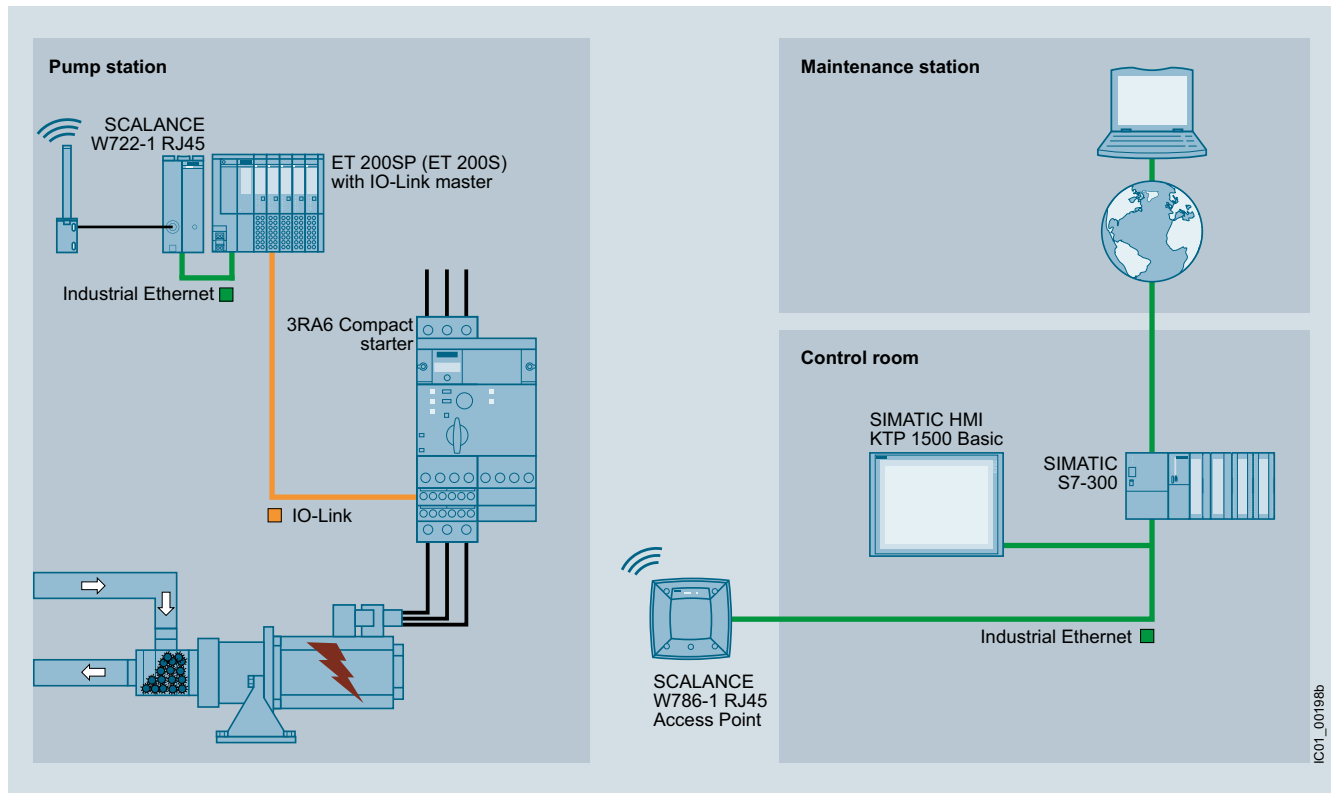 Pump station
SCALANCE
W722-1 RJ45
ET 200SP (ET 200S)
with IO-Link master
Industrial Ethernet
3RA6 Compact
starter
IO-Link
Maintenance station
Control room
SIMATIC HMI
KTP 1500 Basic
SIMATIC
S7-300
Industrial Ethernet
SCALANCE
W786-1 RJ45
Access Point
IC01_00198b